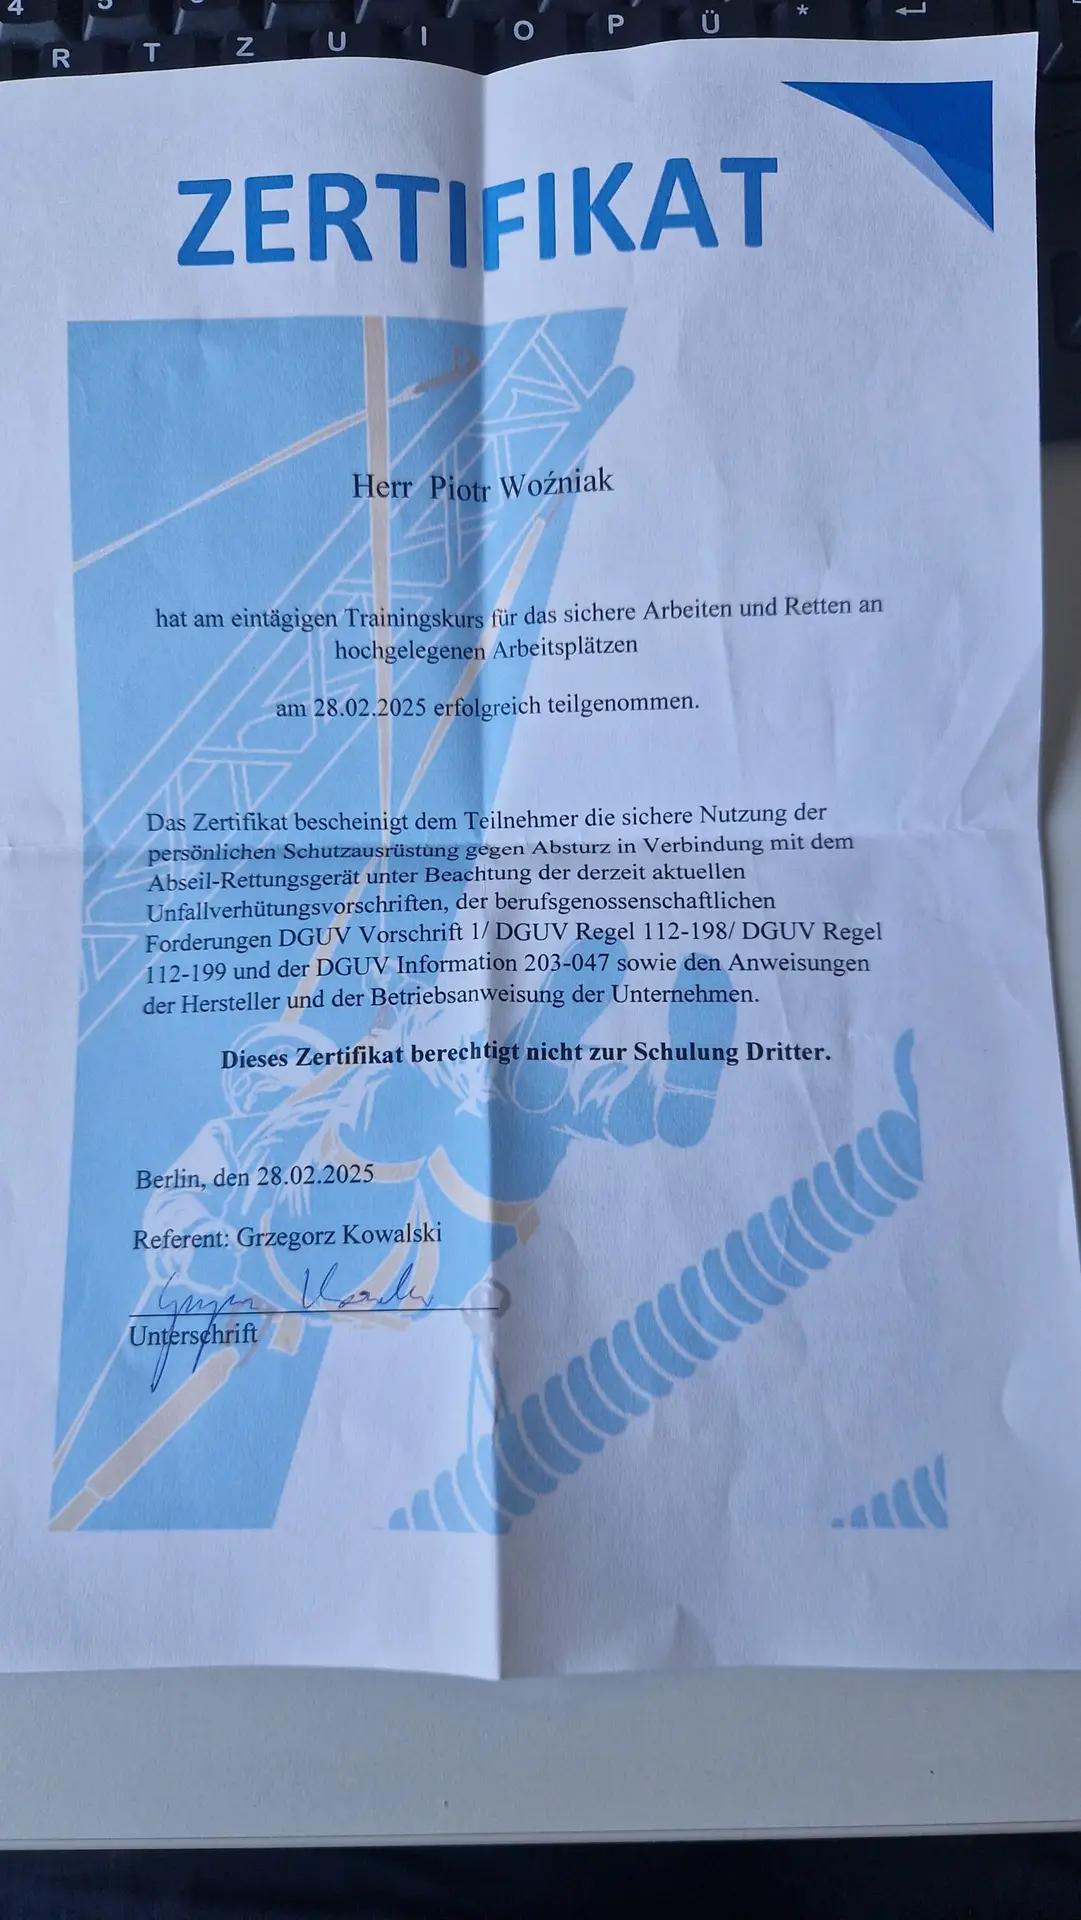 4
R T Z U I O P Ü *
ZERTIFIKAT
Herr Piotr Woźniak
hat am eintägigen Trainingskurs für das sichere Arbeiten und Retten an
hochgelegenen Arbeitsplätzen
am 28.02.2025 erfolgreich teilgenommen.
Das Zertifikat bescheinigt dem Teilnehmer die sichere Nutzung der
persönlichen Schutzausrüstung gegen Absturz in Verbindung mit dem
Abseil-Rettungsgerät unter Beachtung der derzeit aktuellen
Unfallverhütungsvorschriften, der berufsgenossenschaftlichen
Forderungen DGUV Vorschrift 1/ DGUV Regel 112-198/ DGUV Regel
112-199 und der DGUV Information 203-047 sowie den Anweisungen
der Hersteller und der Betriebsanweisung der Unternehmen.
Dieses Zertifikat berechtigt nicht zur Schulung Dritter.
Berlin, den 28.02.2025
Referent: Grzegorz Kowalski
Unterschrift